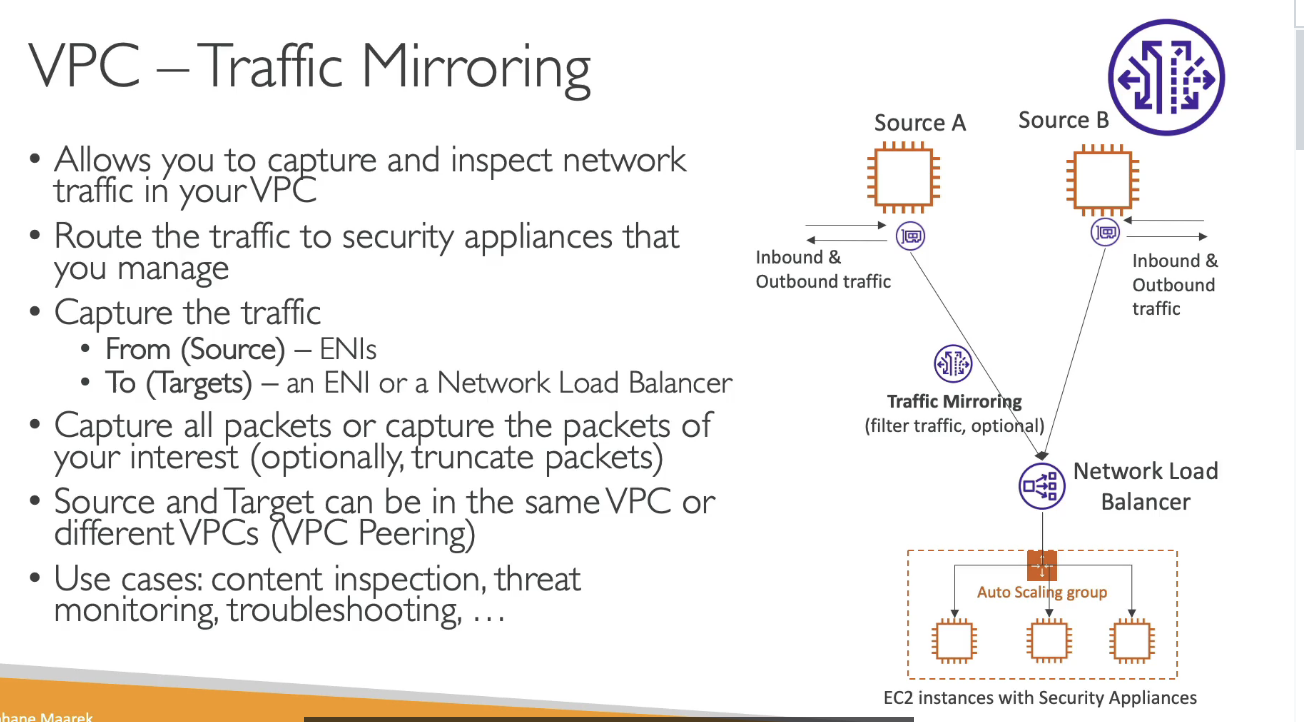 VPC – Traffic Mirroring
• Allows you to capture and inspect network
traffic in your VPC
• Route the traffic to security appliances that
you manage
• Capture the traffic
• From (Source) – ENIs
• To (Targets) – an ENI or a Network Load Balancer
• Capture all packets or capture the packets of
your interest (optionally, truncate packets)
• Source and Target can be in the same VPC or
different VPCs (VPC Peering)
• Use cases: content inspection, threat
monitoring, troubleshooting, …
Source A
Source B
Inbound &
Outbound traffic
Inbound &
Outbound
traffic
Traffic Mirroring
(filter traffic, optional)
Network Load
Balancer
Auto Scaling group
EC2 instances with Security Appliances
Maarek